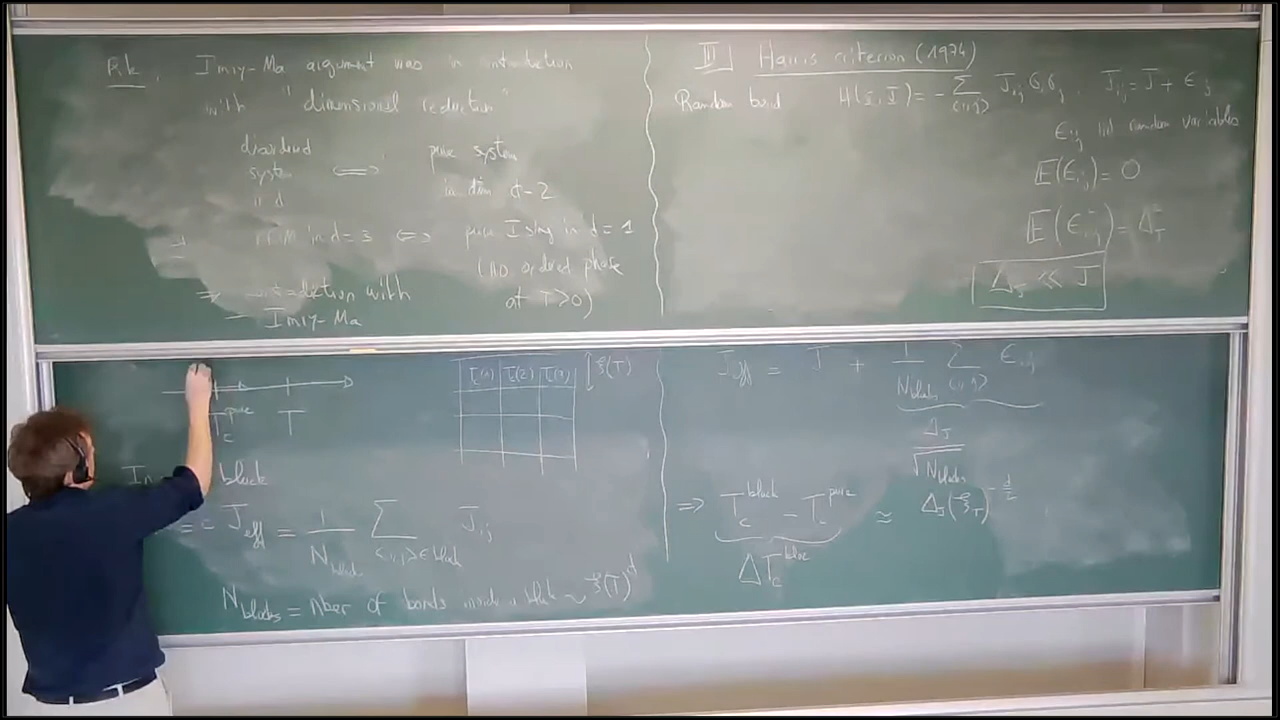 Rk. Imry-Ma argument was in contradiction
with "dimensional reduction"
disordered system in d ⟺ pure system in dim d-2
→ RFIM in d=3 ⟺ pure Ising in d=1
(no ordered phase at T>0)
⇒ contradiction with
Imry-Ma
III] Harris criterion (1974)
Random bond H(σ, J) = - Σ_{<i,j>} J_ij σ_i σ_j, J_ij = J + ε_ij
ε_ij iid random variables
E(ε_ij) = 0
E(ε_ij²) = Δ_J²
Δ_J ≪ J
T_c^pure T
τ(1) τ(2) τ(3) ξ(T)
block
J_eff = 1/N_block Σ_{<i,j> ∈ block} J_ij
N_blocks = Nber of bonds inside a block ~ ξ(T)^d
J_eff = J + 1/N_blocks Σ_{<i,j>} ε_ij
Δ_J/√N_blocks
⇒ T_c^block - T_c^pure ≈ Δ_J (ξ_T)^{-d/2}
ΔT_c^bloc